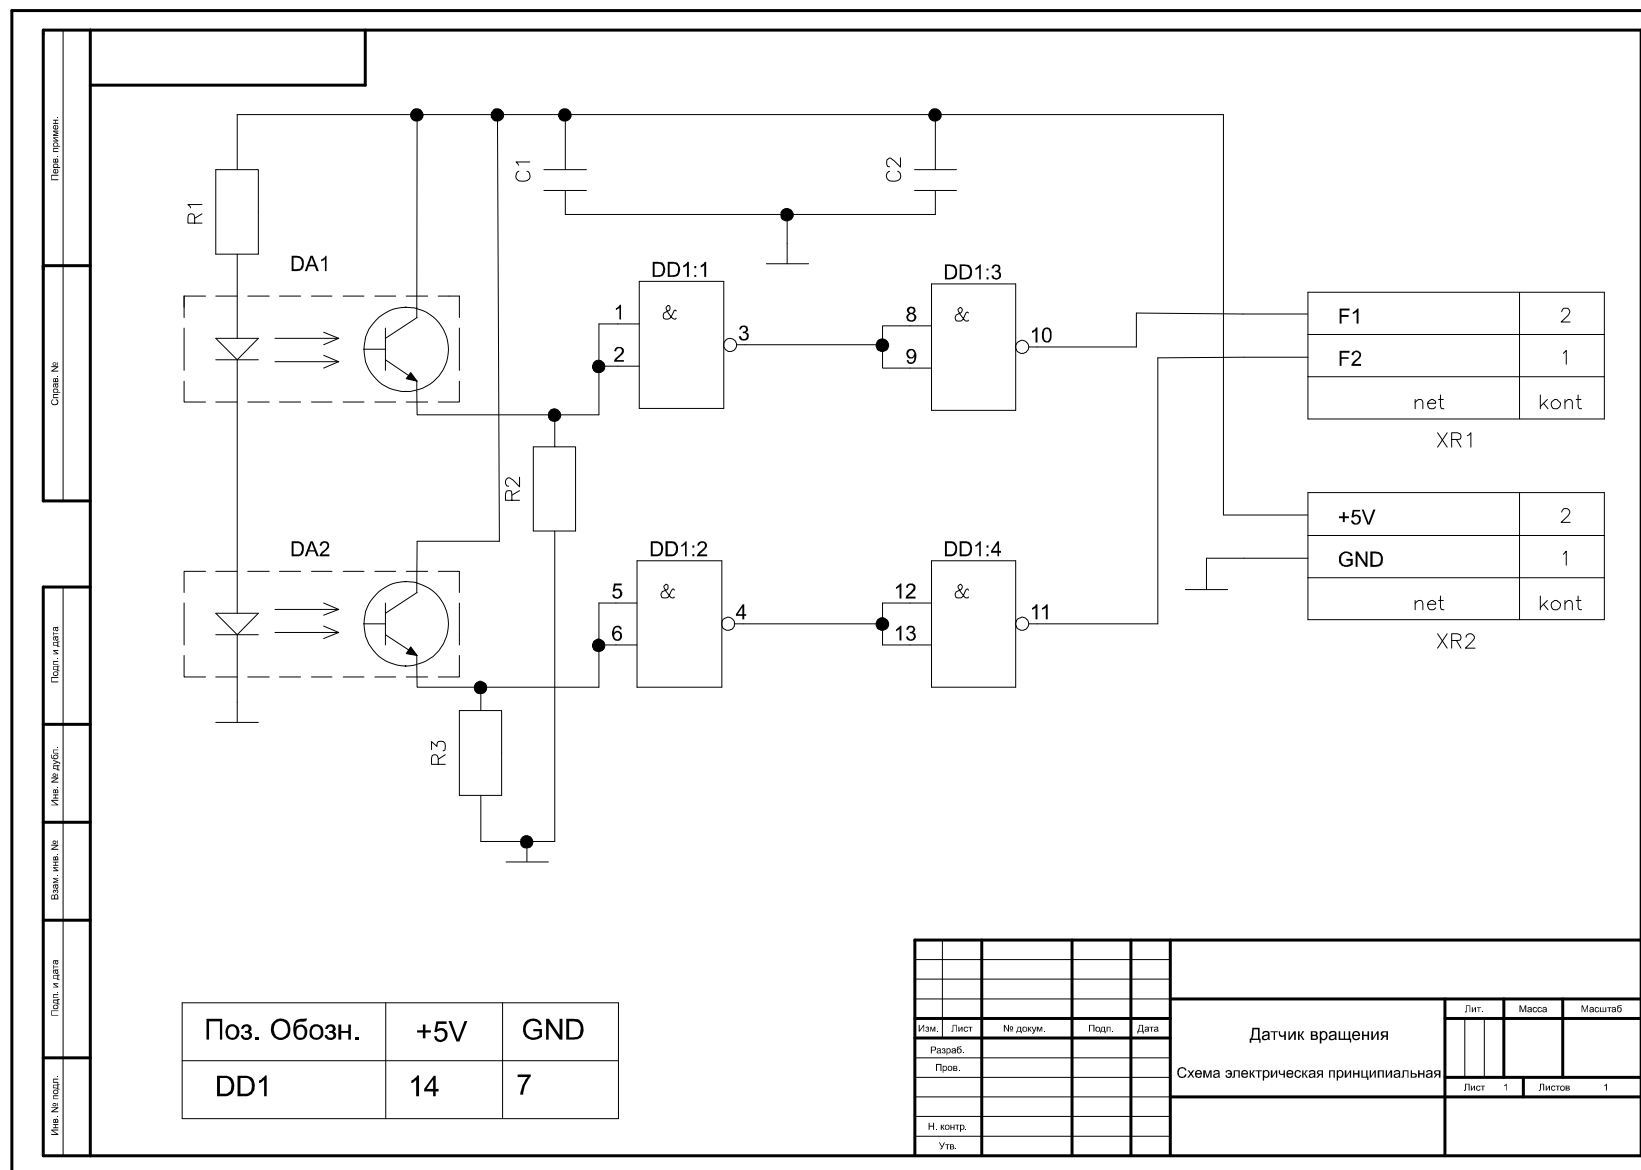 Перв. примен.
Справ. №
Подп. и дата
Инв. № дубл.
Взам. инв. №
Подп. и дата
Инв. № подл.
R1
C1
C2
DA1
DD1:1
&
1
2
3
DD1:3
&
8
9
10
F1 2
F2 1
net kont
XR1
R2
+5V 2
GND 1
net kont
XR2
DA2
DD1:2
&
5
6
4
DD1:4
&
12
13
11
R3
Поз. Обозн. +5V GND
DD1 14 7
Изм. Лист № докум. Подп. Дата
Разраб.
Пров.
Н. контр.
Утв.
Датчик вращения
Схема электрическая принципиальная
Лит. Масса Масштаб
Лист 1 Листов 1